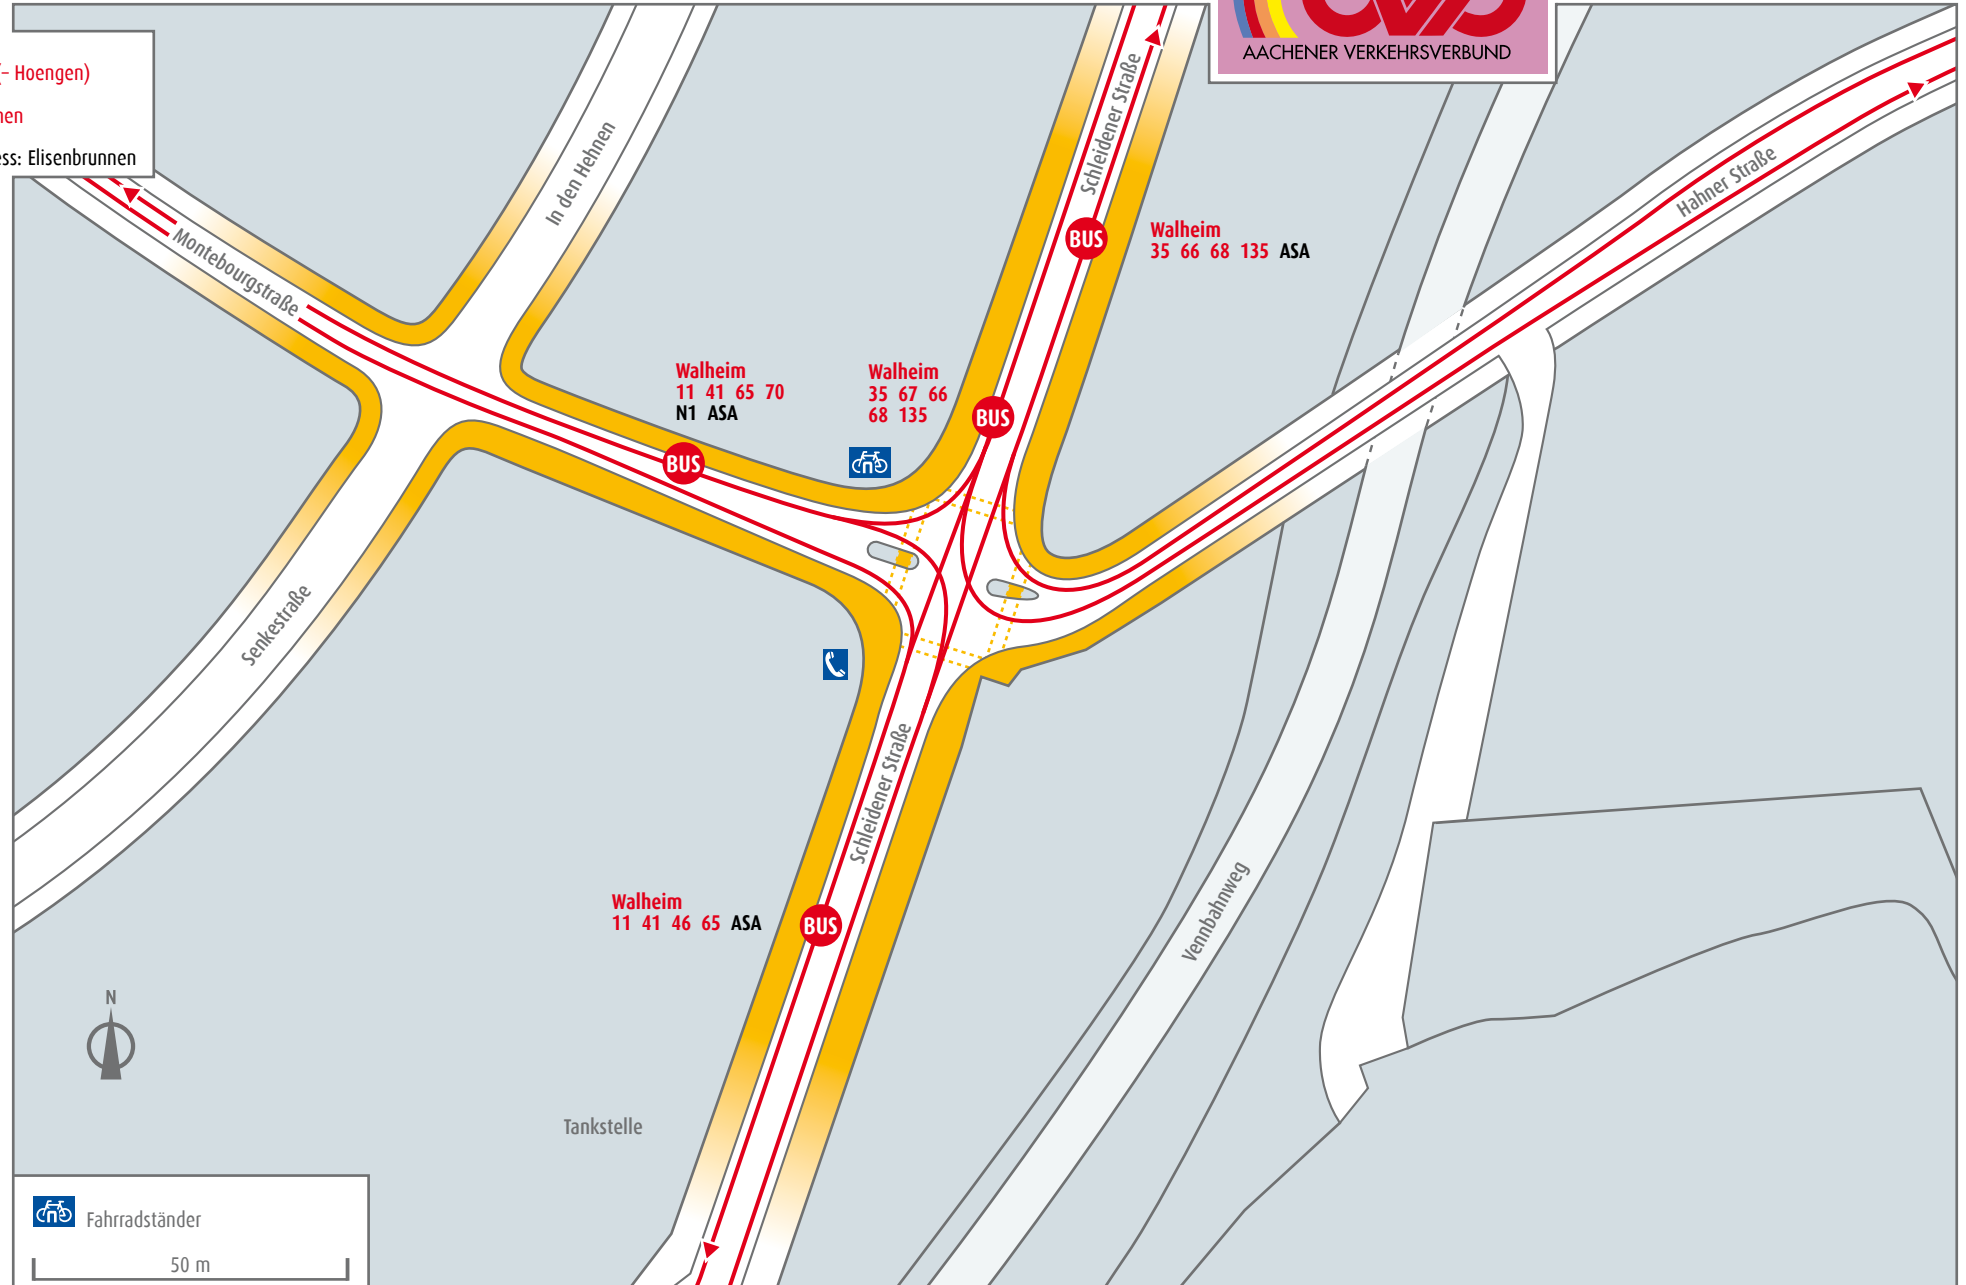 (– Hoengen)
ess: Elisenbrunnen
AACHENER VERKEHRSVERBUND
In den Hehnen
Schleidener Straße
Hahner Straße
Montebourgstraße
BUS
Walheim
35 66 68 135 ASA
Walheim
11 41 65 70
N1 ASA
Walheim
35 67 66
68 135
BUS
BUS
Senkestraße
Schleidener Straße
Vennbahnweg
Walheim
11 41 46 65 ASA
BUS
N
Tankstelle
Fahrradständer
50 m